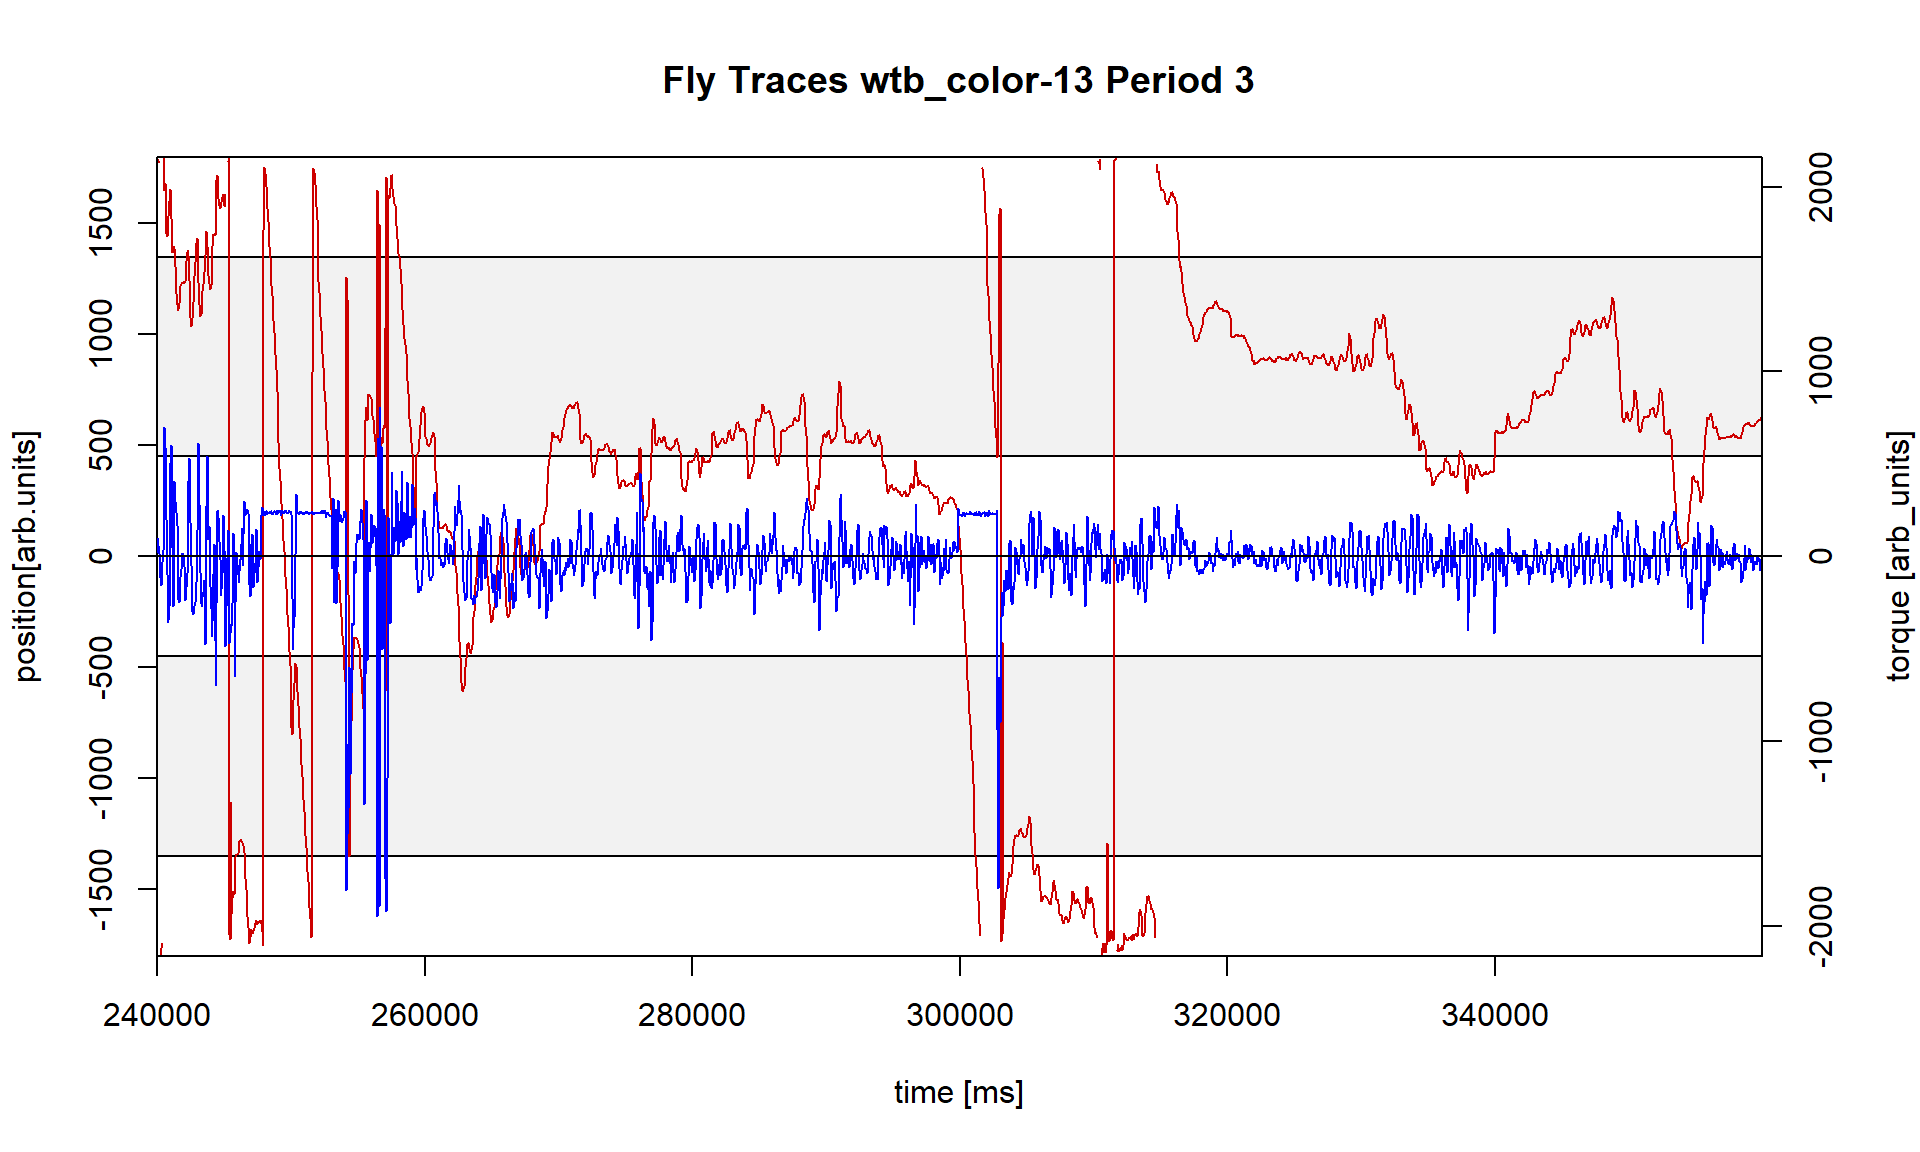 Fly Traces wtb_color-13 Period 3
position[arb.units]
1500
1000
500
0
-500
-1000
-1500
torque [arb_units]
2000
1000
0
-1000
-2000
240000 260000 280000 300000 320000 340000
time [ms]